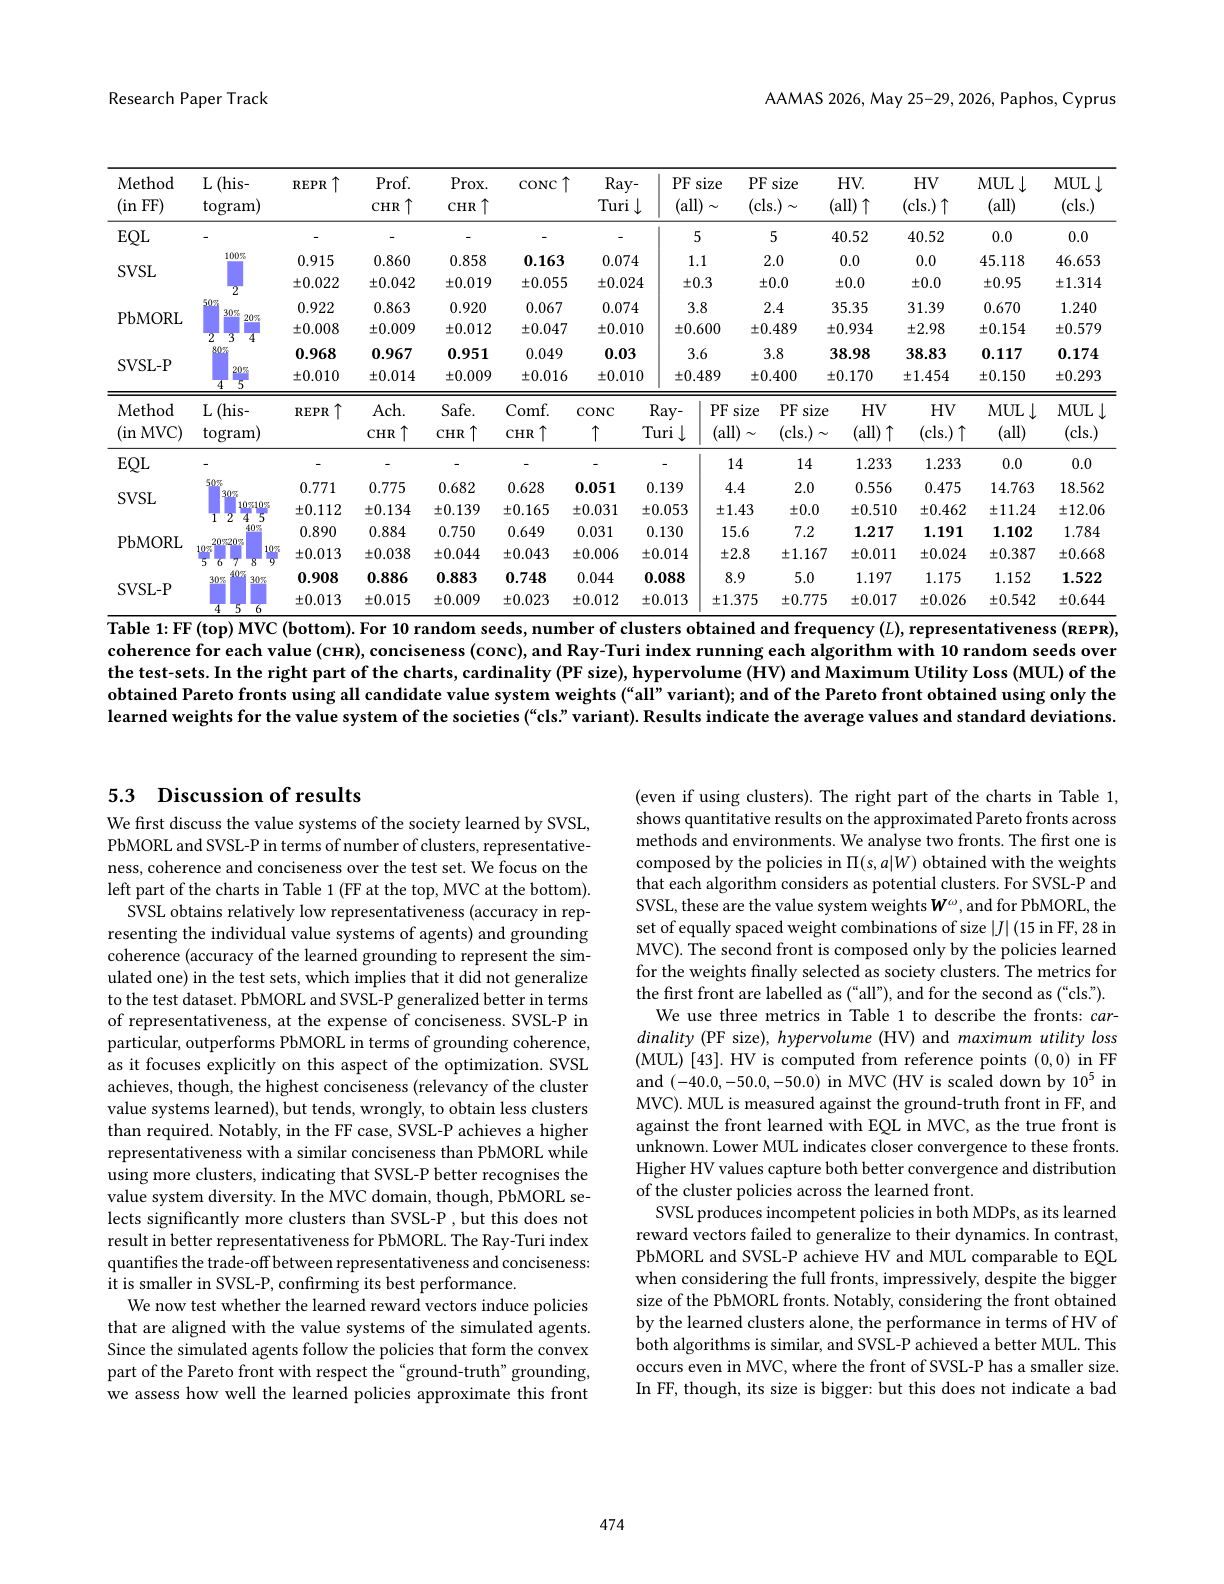 Research Paper Track
AAMAS 2026, May 25–29, 2026, Paphos, Cyprus
Method (in FF) L (histogram) REPR ↑ Prof. CHR ↑ Prox. CHR ↑ CONC ↑ Ray-Turi ↓ PF size (all) ∼ PF size (cls.) ∼ HV. (all) ↑ HV (cls.) ↑ MUL ↓ (all) MUL ↓ (cls.)
EQL - - - - - - 5 5 40.52 40.52 0.0 0.0
SVSL 100% 2 0.915 0.860 0.858 0.163 0.074 1.1 2.0 0.0 0.0 45.118 46.653
±0.022 ±0.042 ±0.019 ±0.055 ±0.024 ±0.3 ±0.0 ±0.0 ±0.0 ±0.95 ±1.314
PbMORL 50% 30% 20% 2 3 4 0.922 0.863 0.920 0.067 0.074 3.8 2.4 35.35 31.39 0.670 1.240
±0.008 ±0.009 ±0.012 ±0.047 ±0.010 ±0.600 ±0.489 ±0.934 ±2.98 ±0.154 ±0.579
SVSL-P 80% 20% 4 5 0.968 0.967 0.951 0.049 0.03 3.6 3.8 38.98 38.83 0.117 0.174
±0.010 ±0.014 ±0.009 ±0.016 ±0.010 ±0.489 ±0.400 ±0.170 ±1.454 ±0.150 ±0.293
Method (in MVC) L (histogram) REPR ↑ Ach. CHR ↑ Safe. CHR ↑ Comf. CHR ↑ CONC ↑ Ray-Turi ↓ PF size (all) ∼ PF size (cls.) ∼ HV (all) ↑ HV (cls.) ↑ MUL ↓ (all) MUL ↓ (cls.)
EQL - - - - - - - 14 14 1.233 1.233 0.0 0.0
SVSL 50% 30% 10% 10% 1 2 4 5 0.771 0.775 0.682 0.628 0.051 0.139 4.4 2.0 0.556 0.475 14.763 18.562
±0.112 ±0.134 ±0.139 ±0.165 ±0.031 ±0.053 ±1.43 ±0.0 ±0.510 ±0.462 ±11.24 ±12.06
PbMORL 10% 20% 20% 40% 10% 5 6 7 8 9 0.890 0.884 0.750 0.649 0.031 0.130 15.6 7.2 1.217 1.191 1.102 1.784
±0.013 ±0.038 ±0.044 ±0.043 ±0.006 ±0.014 ±2.8 ±1.167 ±0.011 ±0.024 ±0.387 ±0.668
SVSL-P 30% 40% 30% 4 5 6 0.908 0.886 0.883 0.748 0.044 0.088 8.9 5.0 1.197 1.175 1.152 1.522
±0.013 ±0.015 ±0.009 ±0.023 ±0.012 ±0.013 ±1.375 ±0.775 ±0.017 ±0.026 ±0.542 ±0.644
Table 1: FF (top) MVC (bottom). For 10 random seeds, number of clusters obtained and frequency (L), representativeness (REPR),
coherence for each value (CHR), conciseness (CONC), and Ray-Turi index running each algorithm with 10 random seeds over
the test-sets. In the right part of the charts, cardinality (PF size), hypervolume (HV) and Maximum Utility Loss (MUL) of the
obtained Pareto fronts using all candidate value system weights (“all” variant); and of the Pareto front obtained using only the
learned weights for the value system of the societies (“cls.” variant). Results indicate the average values and standard deviations.
5.3 Discussion of results
We first discuss the value systems of the society learned by SVSL,
PbMORL and SVSL-P in terms of number of clusters, representative-
ness, coherence and conciseness over the test set. We focus on the
left part of the charts in Table 1 (FF at the top, MVC at the bottom).
SVSL obtains relatively low representativeness (accuracy in rep-
resenting the individual value systems of agents) and grounding
coherence (accuracy of the learned grounding to represent the sim-
ulated one) in the test sets, which implies that it did not generalize
to the test dataset. PbMORL and SVSL-P generalized better in terms
of representativeness, at the expense of conciseness. SVSL-P in
particular, outperforms PbMORL in terms of grounding coherence,
as it focuses explicitly on this aspect of the optimization. SVSL
achieves, though, the highest conciseness (relevancy of the cluster
value systems learned), but tends, wrongly, to obtain less clusters
than required. Notably, in the FF case, SVSL-P achieves a higher
representativeness with a similar conciseness than PbMORL while
using more clusters, indicating that SVSL-P better recognises the
value system diversity. In the MVC domain, though, PbMORL se-
lects significantly more clusters than SVSL-P , but this does not
result in better representativeness for PbMORL. The Ray-Turi index
quantifies the trade-off between representativeness and conciseness:
it is smaller in SVSL-P, confirming its best performance.
We now test whether the learned reward vectors induce policies
that are aligned with the value systems of the simulated agents.
Since the simulated agents follow the policies that form the convex
part of the Pareto front with respect the “ground-truth” grounding,
we assess how well the learned policies approximate this front
(even if using clusters). The right part of the charts in Table 1,
shows quantitative results on the approximated Pareto fronts across
methods and environments. We analyse two fronts. The first one is
composed by the policies in Π(s, a|W) obtained with the weights
that each algorithm considers as potential clusters. For SVSL-P and
SVSL, these are the value system weights W^ω, and for PbMORL, the
set of equally spaced weight combinations of size |J| (15 in FF, 28 in
MVC). The second front is composed only by the policies learned
for the weights finally selected as society clusters. The metrics for
the first front are labelled as (“all”), and for the second as (“cls.”).
We use three metrics in Table 1 to describe the fronts: car-
dinality (PF size), hypervolume (HV) and maximum utility loss
(MUL) [43]. HV is computed from reference points (0, 0) in FF
and (−40.0, −50.0, −50.0) in MVC (HV is scaled down by 10⁵ in
MVC). MUL is measured against the ground-truth front in FF, and
against the front learned with EQL in MVC, as the true front is
unknown. Lower MUL indicates closer convergence to these fronts.
Higher HV values capture both better convergence and distribution
of the cluster policies across the learned front.
SVSL produces incompetent policies in both MDPs, as its learned
reward vectors failed to generalize to their dynamics. In contrast,
PbMORL and SVSL-P achieve HV and MUL comparable to EQL
when considering the full fronts, impressively, despite the bigger
size of the PbMORL fronts. Notably, considering the front obtained
by the learned clusters alone, the performance in terms of HV of
both algorithms is similar, and SVSL-P achieved a better MUL. This
occurs even in MVC, where the front of SVSL-P has a smaller size.
In FF, though, its size is bigger: but this does not indicate a bad
474